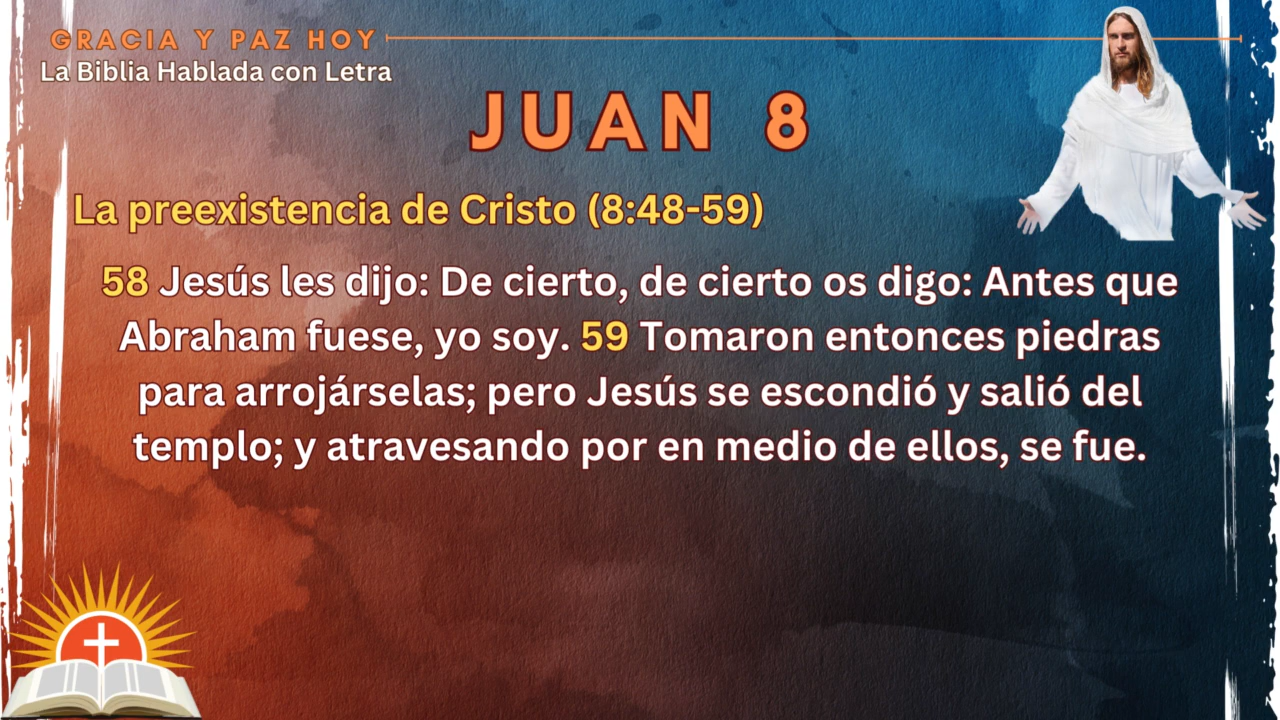 GRACIA Y PAZ HOY
La Biblia Hablada con Letra
JUAN 8
La preexistencia de Cristo (8:48-59)
58 Jesús les dijo: De cierto, de cierto os digo: Antes que
Abraham fuese, yo soy. 59 Tomaron entonces piedras
para arrojárselas; pero Jesús se escondió y salió del
templo; y atravesando por en medio de ellos, se fue.